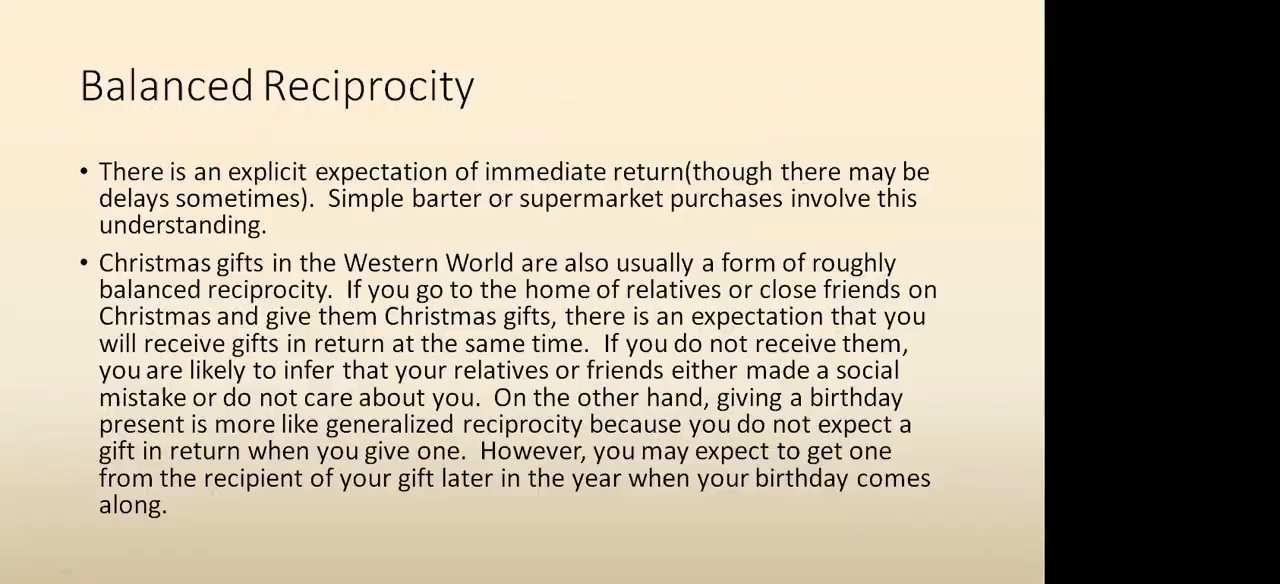 Balanced Reciprocity
• There is an explicit expectation of immediate return(though there may be
delays sometimes).  Simple barter or supermarket purchases involve this
understanding.
• Christmas gifts in the Western World are also usually a form of roughly
balanced reciprocity.  If you go to the home of relatives or close friends on
Christmas and give them Christmas gifts, there is an expectation that you
will receive gifts in return at the same time.  If you do not receive them,
you are likely to infer that your relatives or friends either made a social
mistake or do not care about you.  On the other hand, giving a birthday
present is more like generalized reciprocity because you do not expect a
gift in return when you give one.  However, you may expect to get one
from the recipient of your gift later in the year when your birthday comes
along.